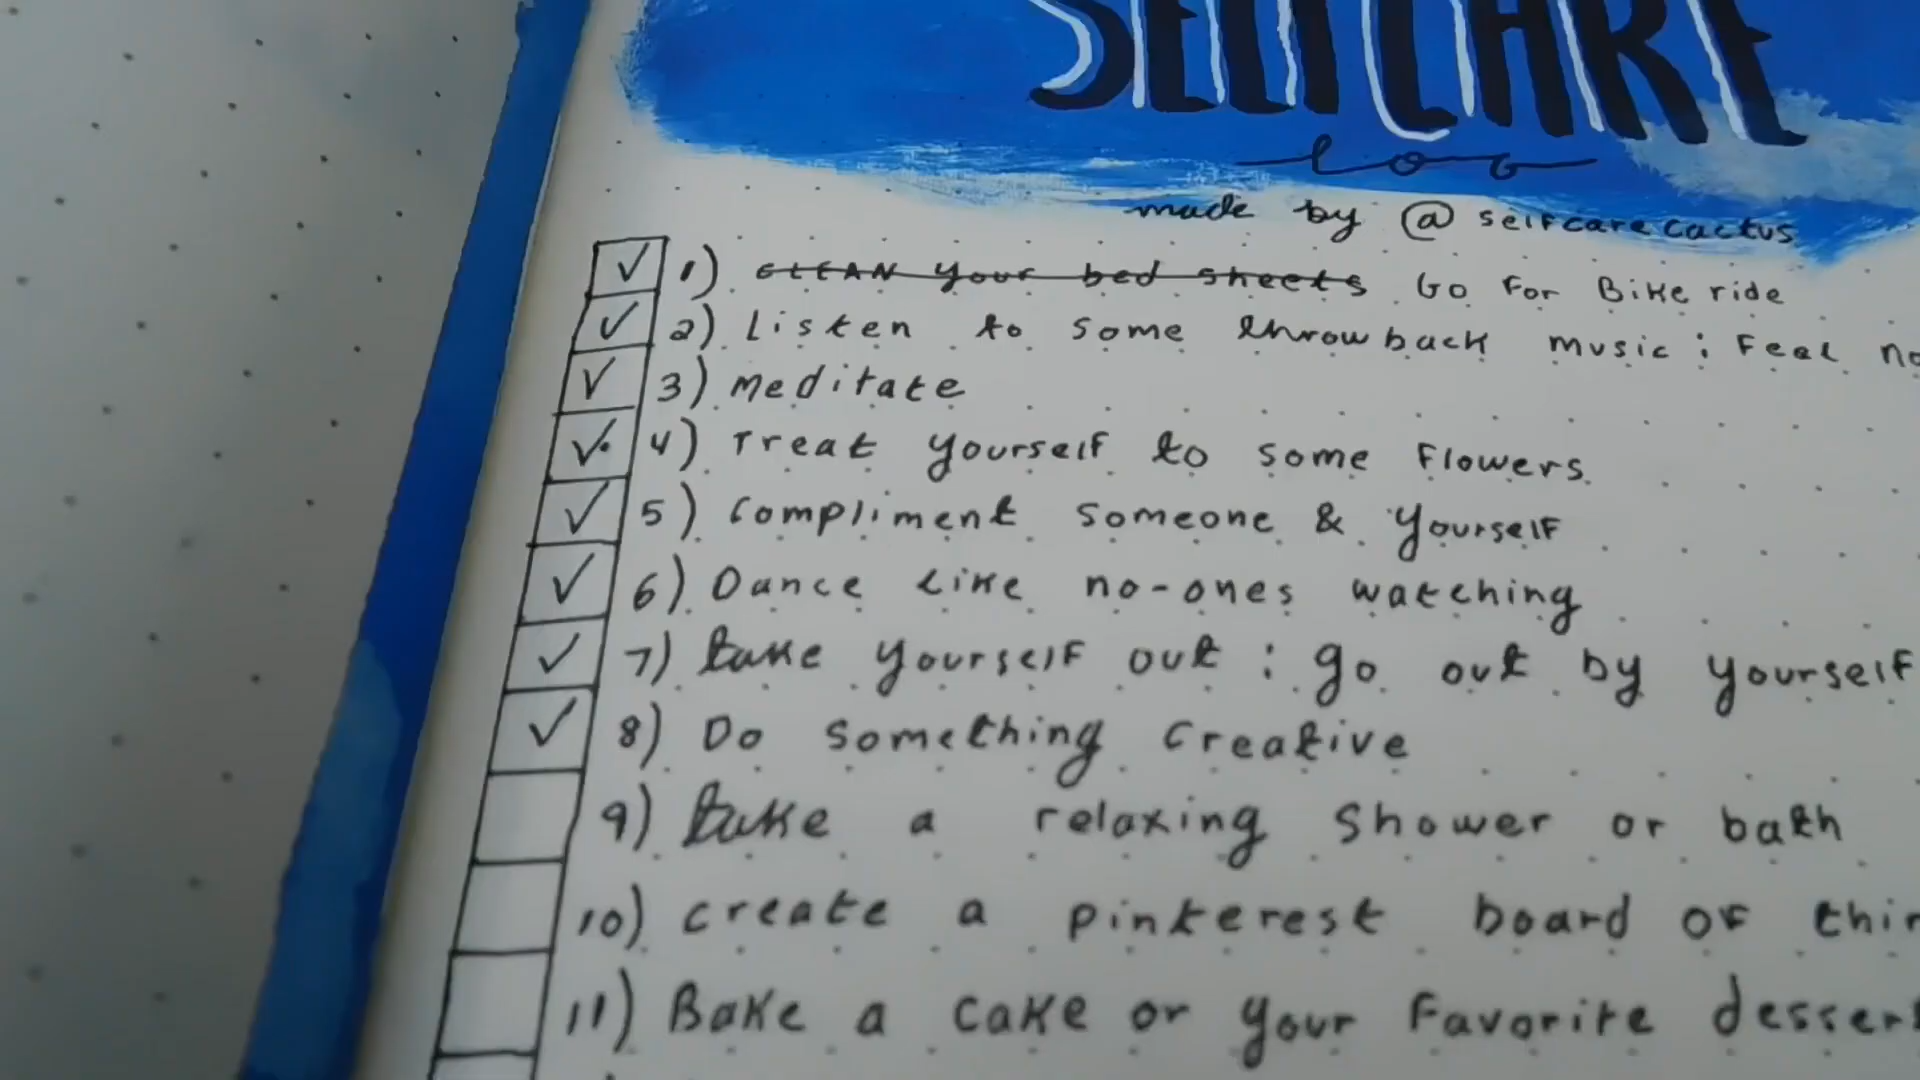 SELFCARE
LOG
made by @selfcarecactus
1) CLEAN your bed sheets Go For Bike ride
2) Listen to some throwback music : Feel
3) Meditate
4) Treat yourself to some Flowers
5) Compliment someone & Yourself
6) Dance Like no-ones watching
7) take yourself out : go out by yourself
8) Do something creative
9) take a relaxing shower or bath
10) create a pinterest board of
11) Bake a cake or your Favorite